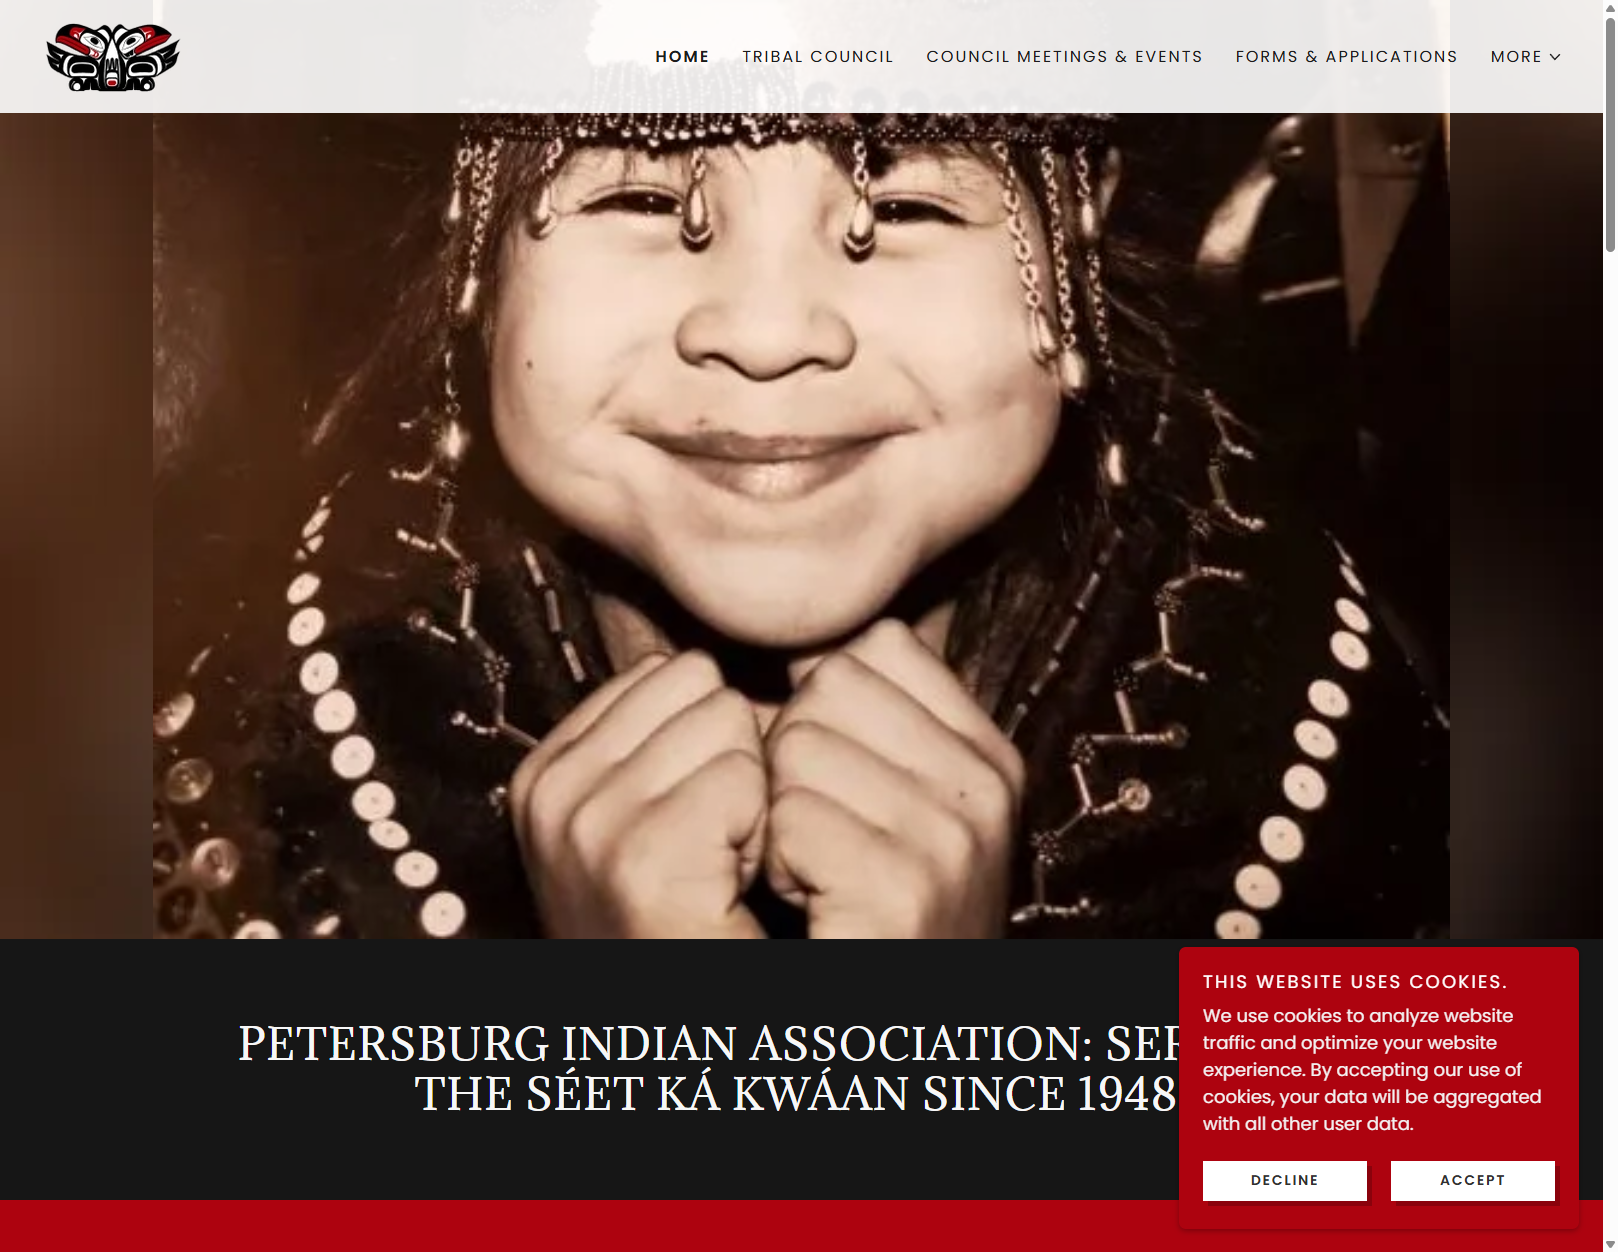 HOME
TRIBAL COUNCIL
COUNCIL MEETINGS & EVENTS
FORMS & APPLICATIONS
MORE
PETERSBURG INDIAN ASSOCIATION:
THE SÉET KÁ KWÁAN SINCE 1948
THIS WEBSITE USES COOKIES.
We use cookies to analyze website
traffic and optimize your website
experience. By accepting our use of
cookies, your data will be aggregated
with all other user data.
DECLINE
ACCEPT